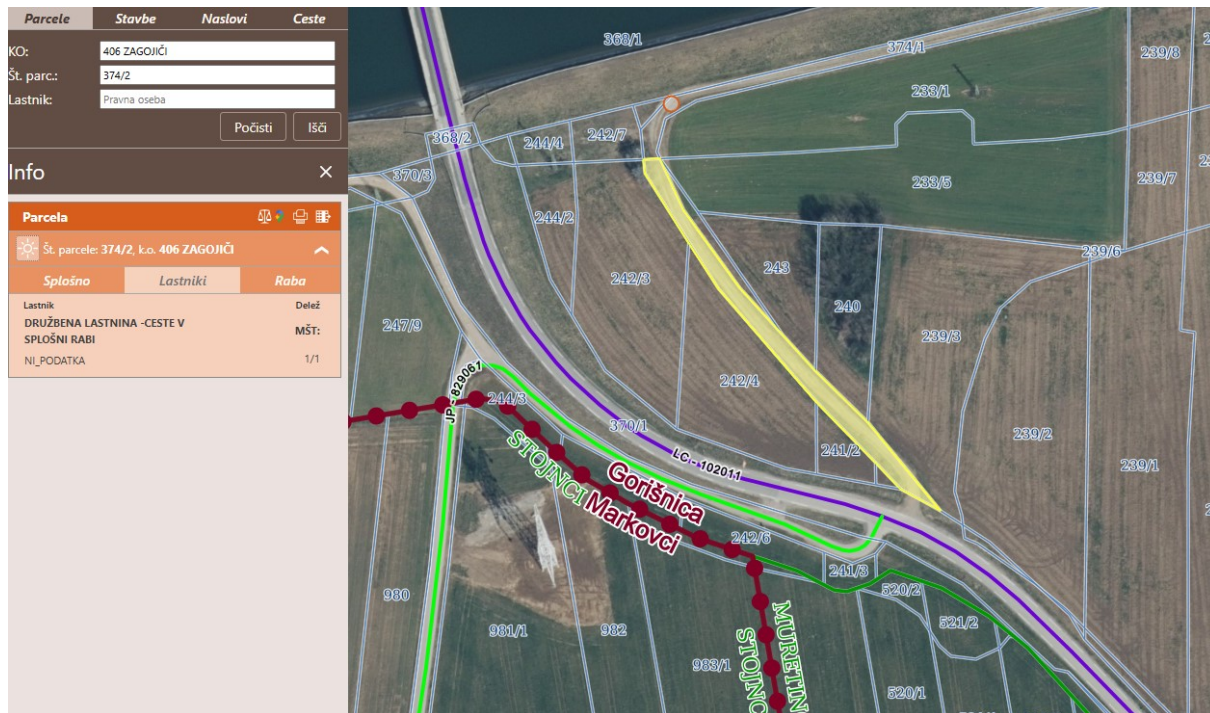 Parcele Stavbe Naslovi Ceste
KO: 406 ZAGOJIČI
Št. parc.: 374/2
Lastnik: Pravna oseba
Počisti Išči
Info ×
Parcela
Št. parcele: 374/2, k.o. 406 ZAGOJIČI
Splošno Lastniki Raba
Lastnik Delež
DRUŽBENA LASTNINA -CESTE V
SPLOŠNI RABI
MŠT:
NI_PODATKA 1/1
368/1
374/1
239/8
233/1
368/2
244/4
242/7
370/3
233/5
239/7
244/2
239/6
242/3
243
240
247/9
239/3
242/4
JP - 829061
244/3
370/1
LC - 102011
241/2
239/2
239/1
STOJNCI
Gorišnica
Markovci
242/6
241/3
520/2
980
981/1
982
521/2
983/1
520/1